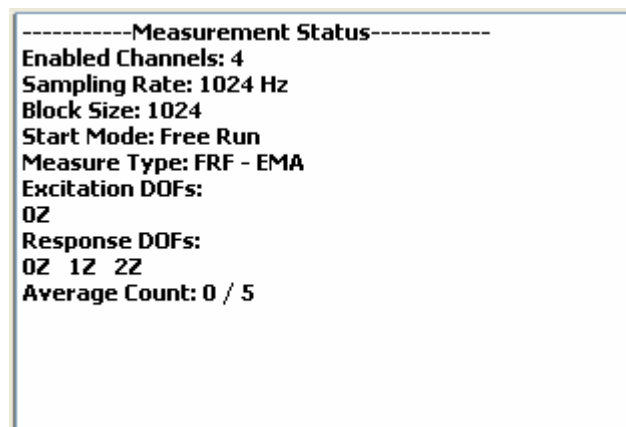 -----------Measurement Status------------
Enabled Channels: 4
Sampling Rate: 1024 Hz
Block Size: 1024
Start Mode: Free Run
Measure Type: FRF - EMA
Excitation DOFs:
0Z
Response DOFs:
0Z 1Z 2Z
Average Count: 0 / 5